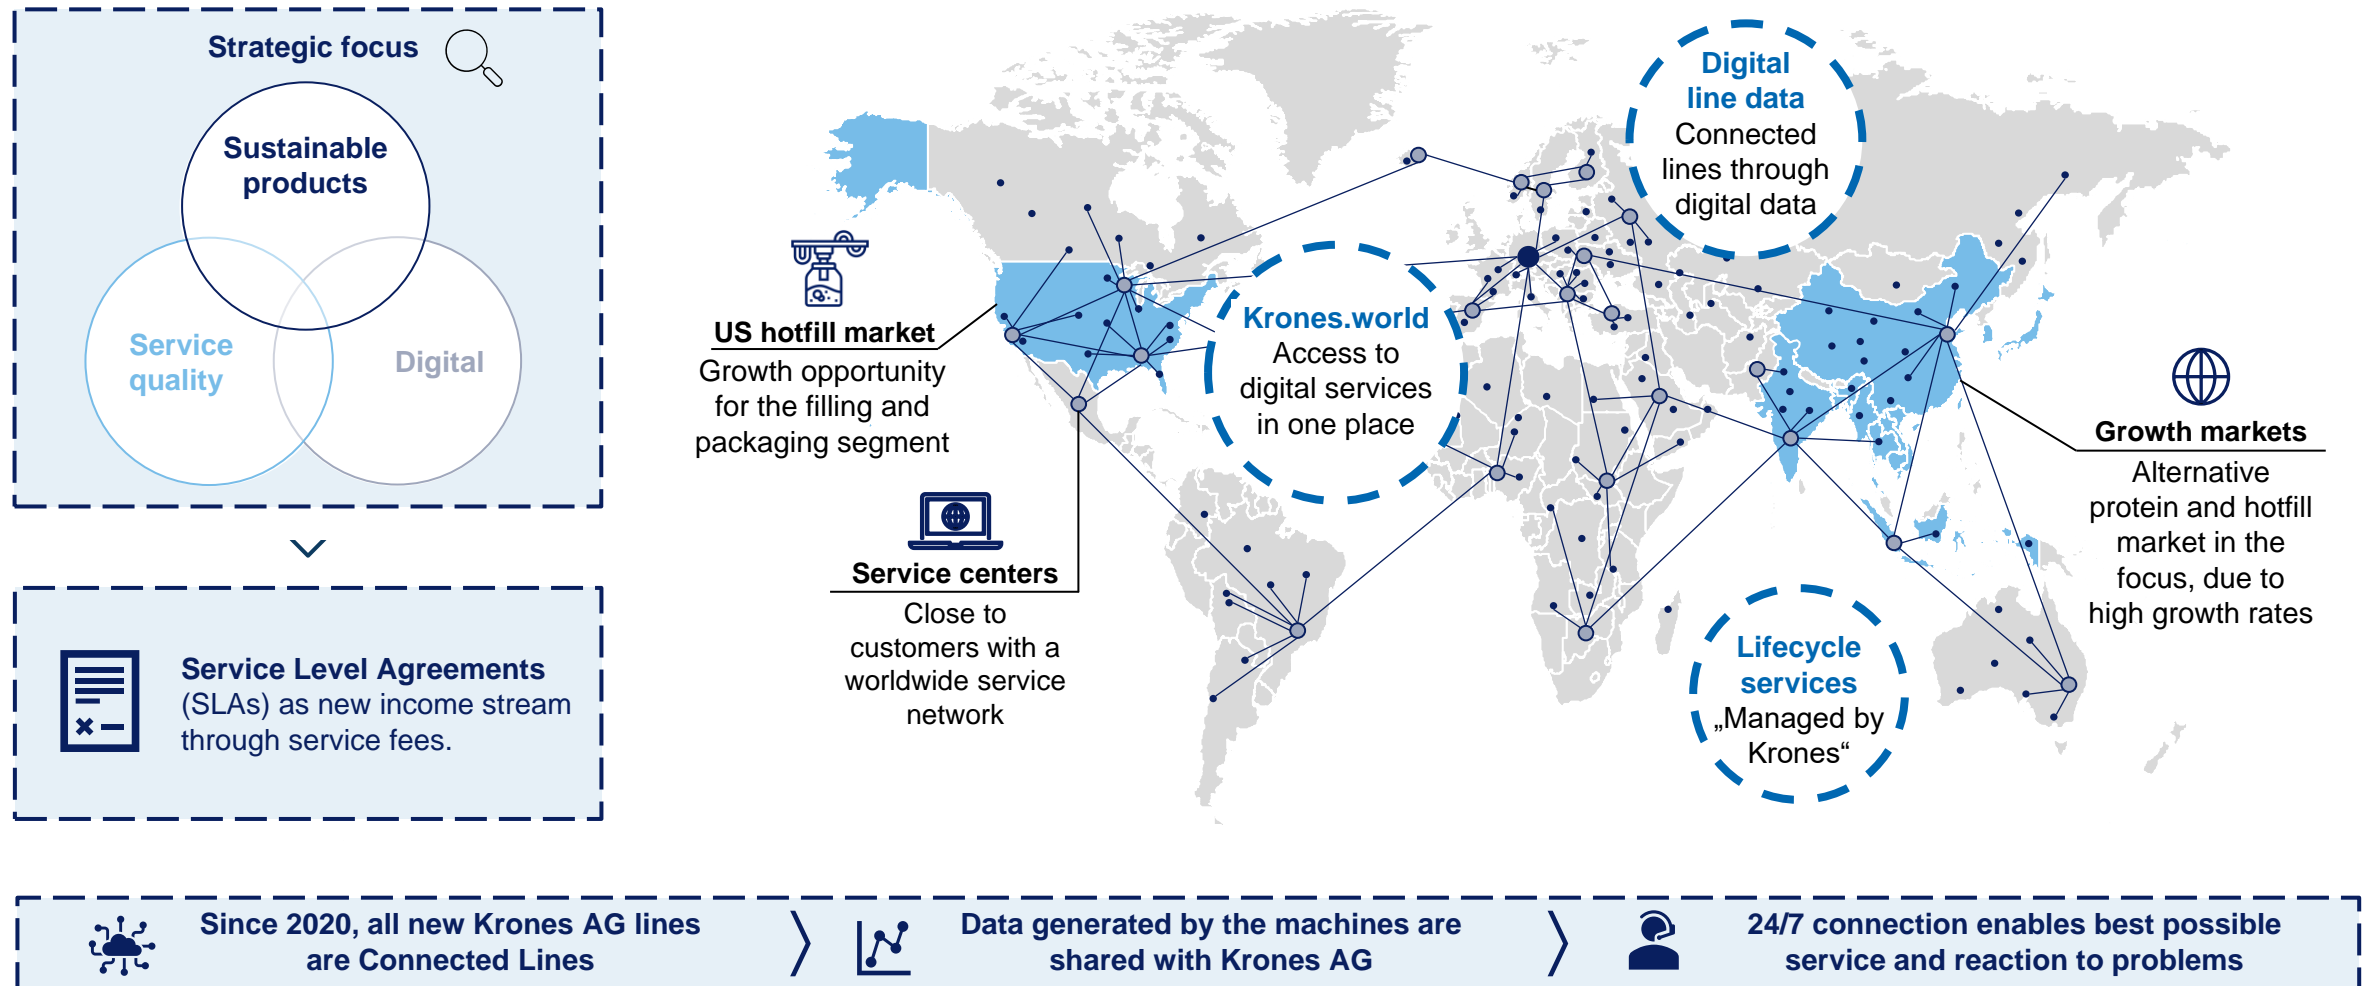 Strategic focus
Sustainable
products
Service
quality
Digital
Service Level Agreements
(SLAs) as new income stream
through service fees.
US hotfill market
Growth opportunity
for the filling and
packaging segment
Service centers
Close to
customers with a
worldwide service
network
Krones.world
Access to
digital services
in one place
Digital
line data
Connected
lines through
digital data
Lifecycle
services
„Managed by
Krones“
Growth markets
Alternative
protein and hotfill
market in the
focus, due to
high growth rates
Since 2020, all new Krones AG lines
are Connected Lines
Data generated by the machines are
shared with Krones AG
24/7 connection enables best possible
service and reaction to problems